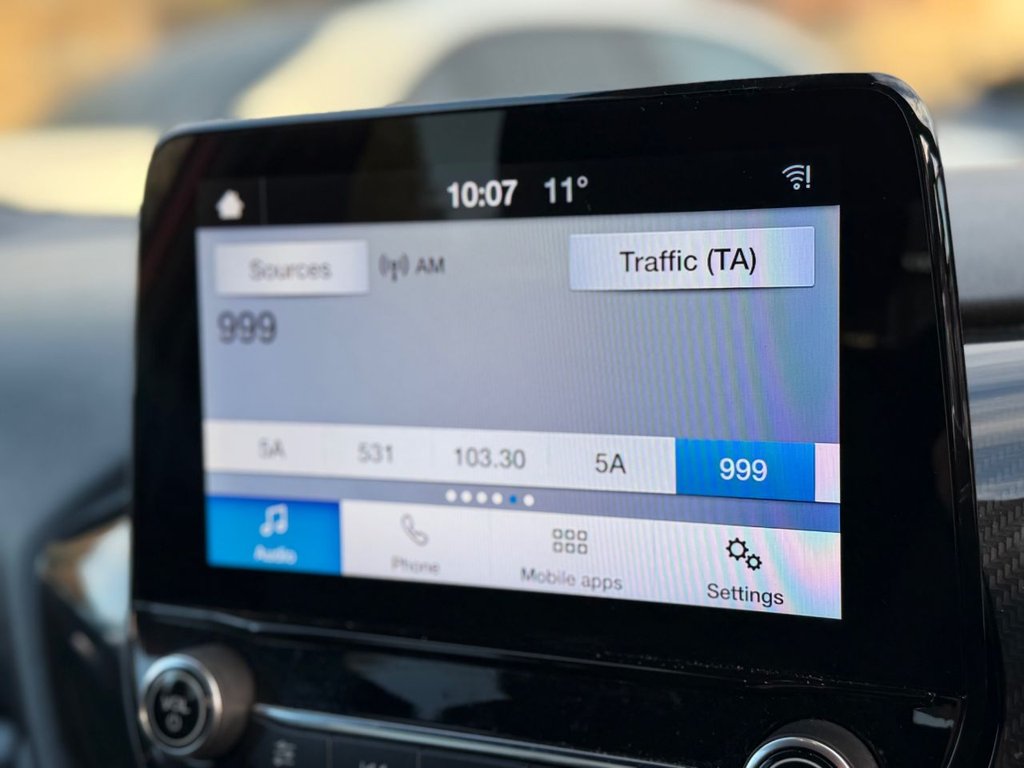 10:07 11°
Sources AM Traffic (TA)
999
5A 531 103.30 5A 999
Audio Phone Mobile apps Settings
VOL